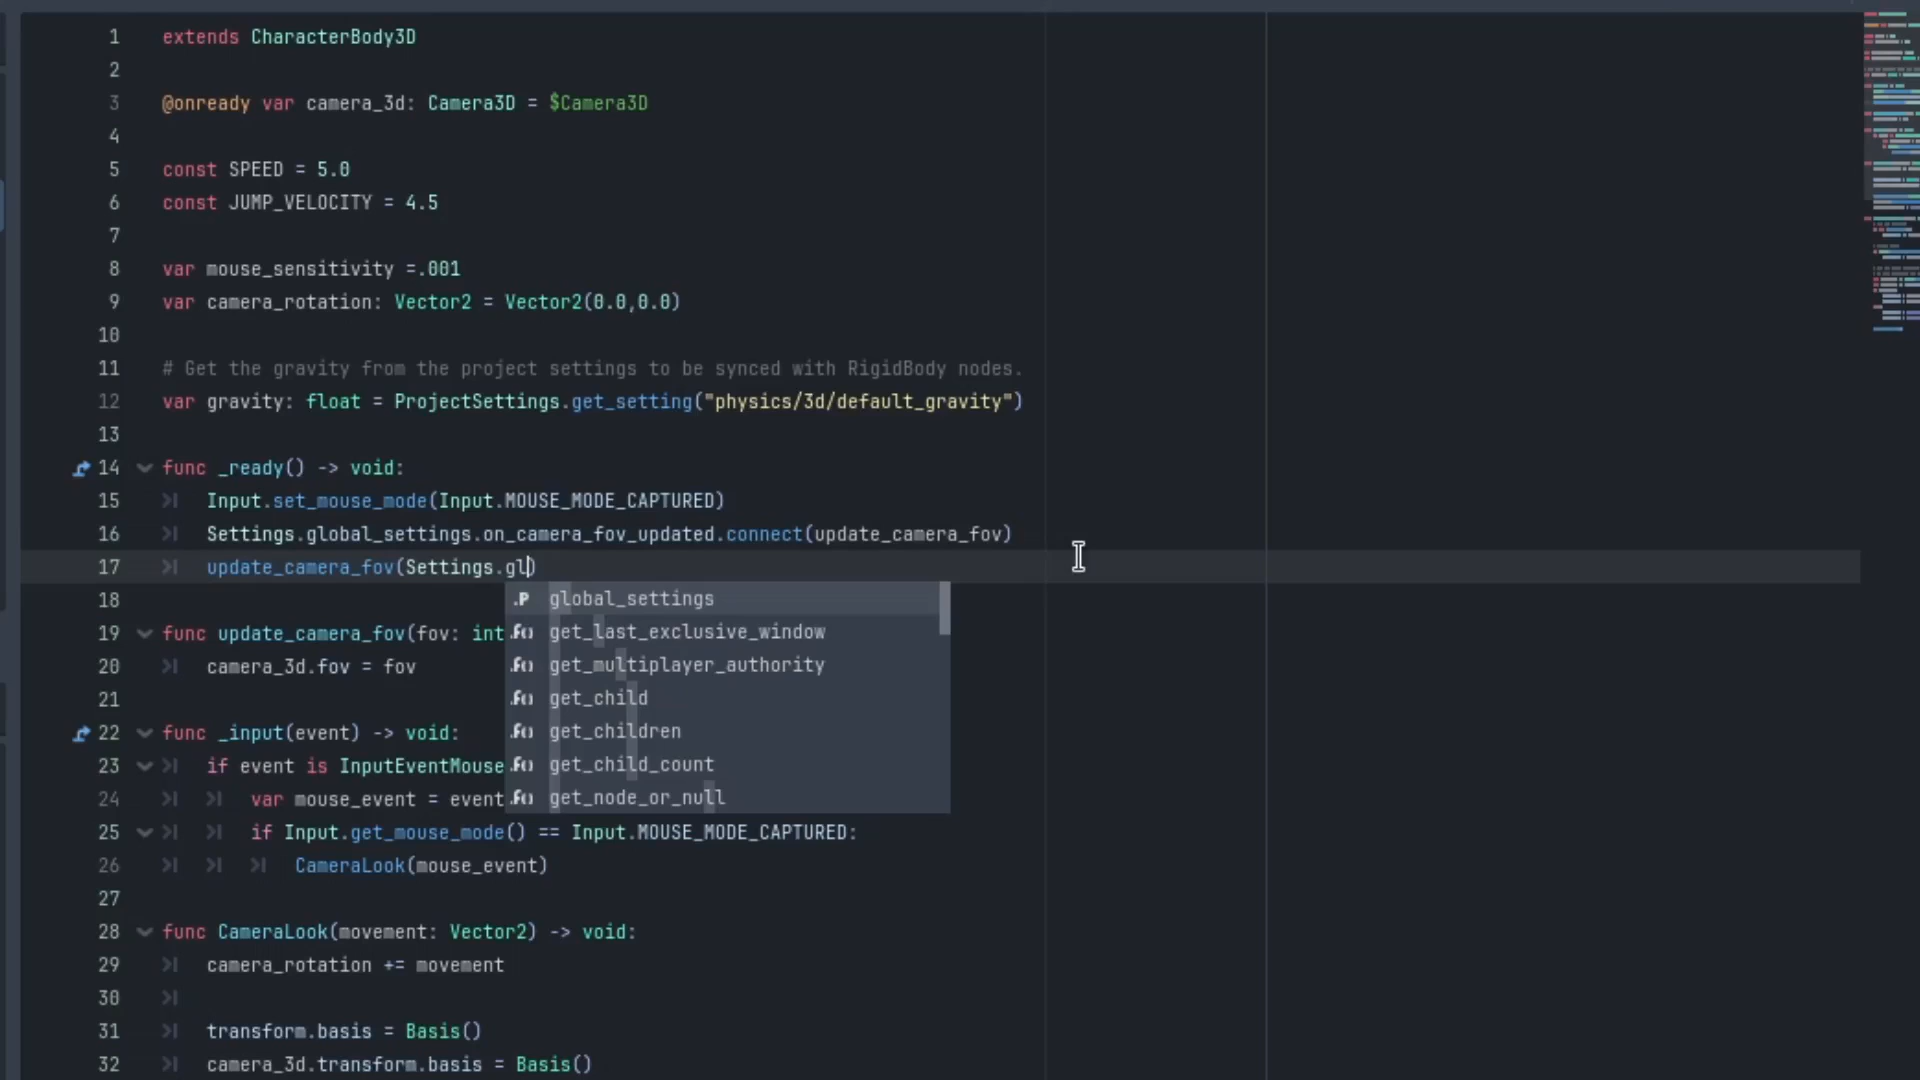 1 extends CharacterBody3D
2
3 @onready var camera_3d: Camera3D = $Camera3D
4
5 const SPEED = 5.0
6 const JUMP_VELOCITY = 4.5
7
8 var mouse_sensitivity =.001
9 var camera_rotation: Vector2 = Vector2(0.0,0.0)
10
11 # Get the gravity from the project settings to be synced with RigidBody nodes.
12 var gravity: float = ProjectSettings.get_setting("physics/3d/default_gravity")
13
14 func _ready() -> void:
15 Input.set_mouse_mode(Input.MOUSE_MODE_CAPTURED)
16 Settings.global_settings.on_camera_fov_updated.connect(update_camera_fov)
17 update_camera_fov(Settings.gl)
18 .P global_settings
19 func update_camera_fov(fov: int .F() get_last_exclusive_window
20 camera_3d.fov = fov .F() get_multiplayer_authority
21 .F() get_child
22 func _input(event) -> void: .F() get_children
23 if event is InputEventMouse .F() get_child_count
24 var mouse_event = event .F() get_node_or_null
25 if Input.get_mouse_mode() == Input.MOUSE_MODE_CAPTURED:
26 CameraLook(mouse_event)
27
28 func CameraLook(movement: Vector2) -> void:
29 camera_rotation += movement
30
31 transform.basis = Basis()
32 camera_3d.transform.basis = Basis()